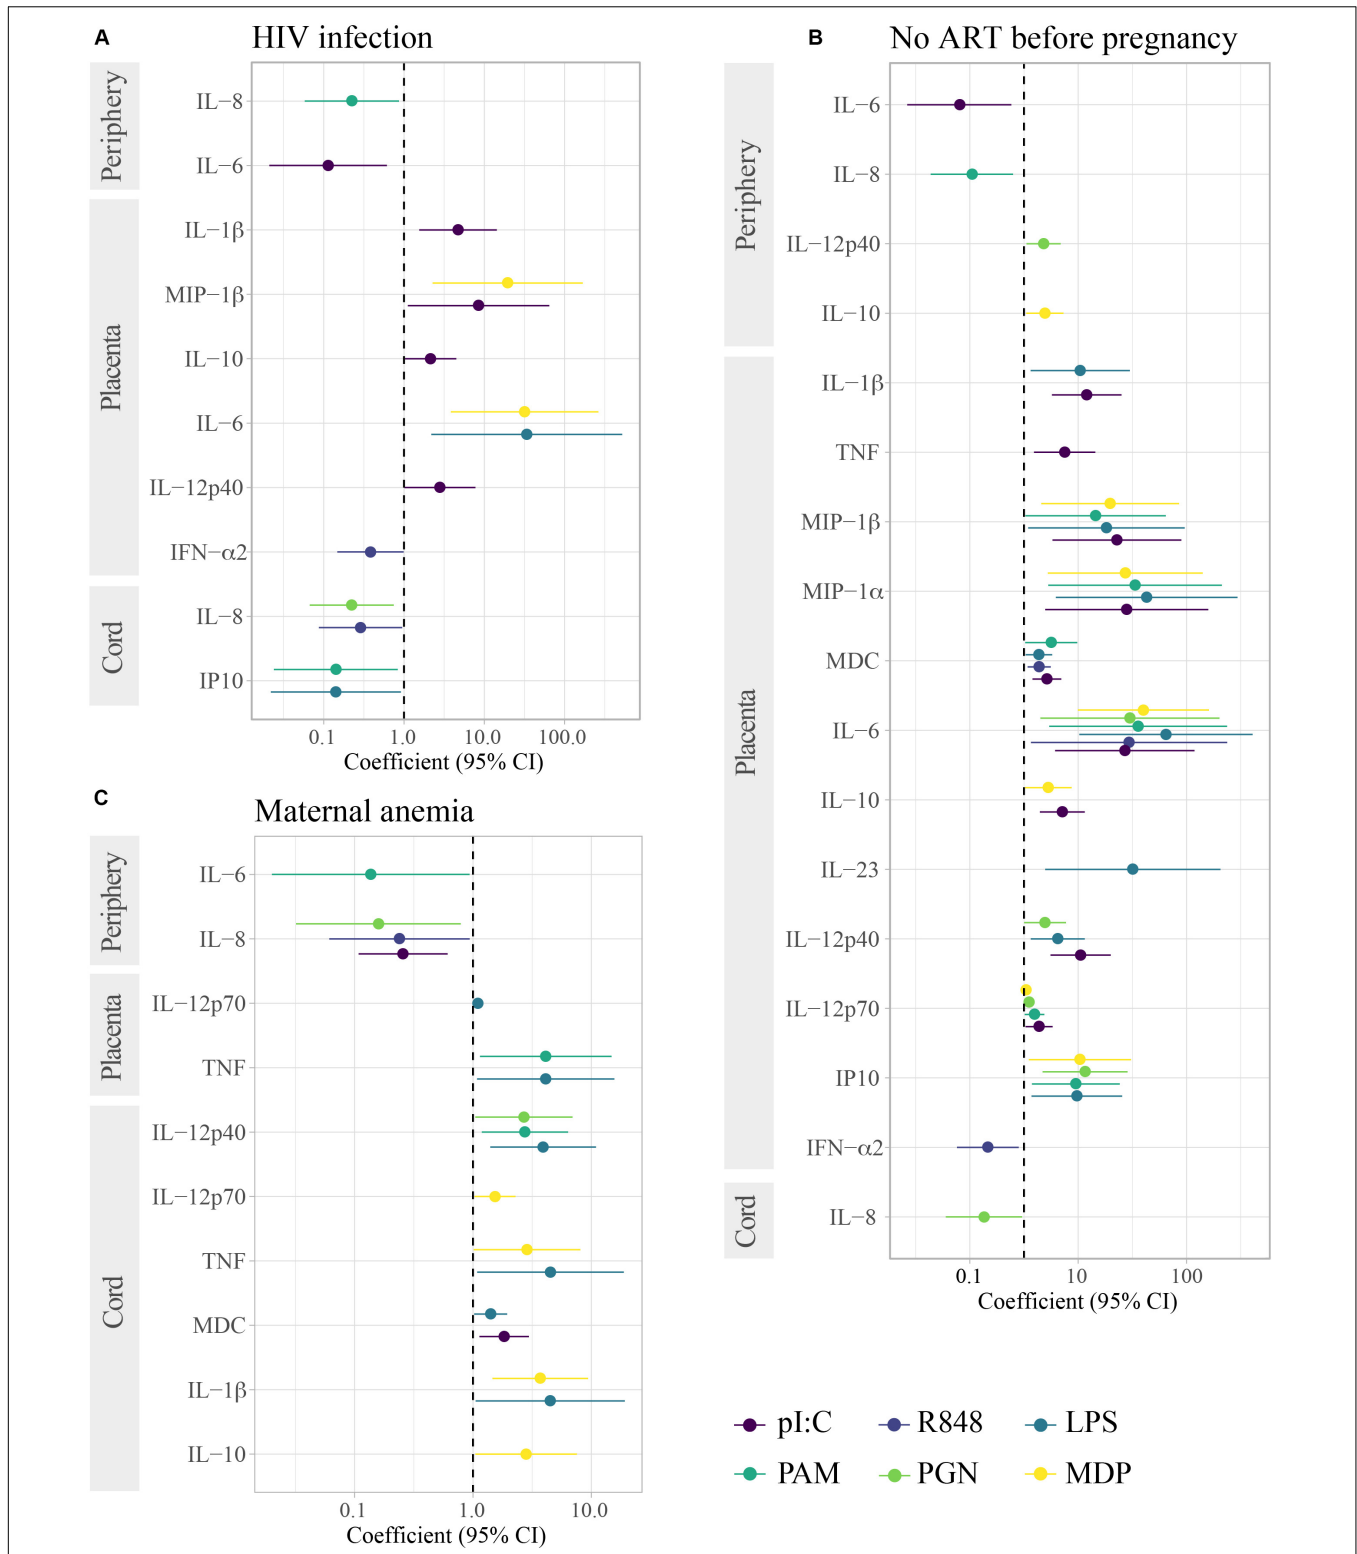 A
HIV infection
Periphery
IL−8
IL−6
Placenta
IL−1β
MIP−1β
IL−10
IL−6
IL−12p40
IFN−α2
Cord
IL−8
IP10
0.1 1.0 10.0 100.0
Coefficient (95% CI)
B
No ART before pregnancy
Periphery
IL−6
IL−8
IL−12p40
IL−10
Placenta
IL−1β
TNF
MIP−1β
MIP−1α
MDC
IL−6
IL−10
IL−23
IL−12p40
IL−12p70
IP10
IFN−α2
Cord
IL−8
0.1 10 100
Coefficient (95% CI)
C
Maternal anemia
Periphery
IL−6
IL−8
Placenta
IL−12p70
TNF
Cord
IL−12p40
IL−12p70
TNF
MDC
IL−1β
IL−10
0.1 1.0 10.0
Coefficient (95% CI)
pI:C R848 LPS
PAM PGN MDP